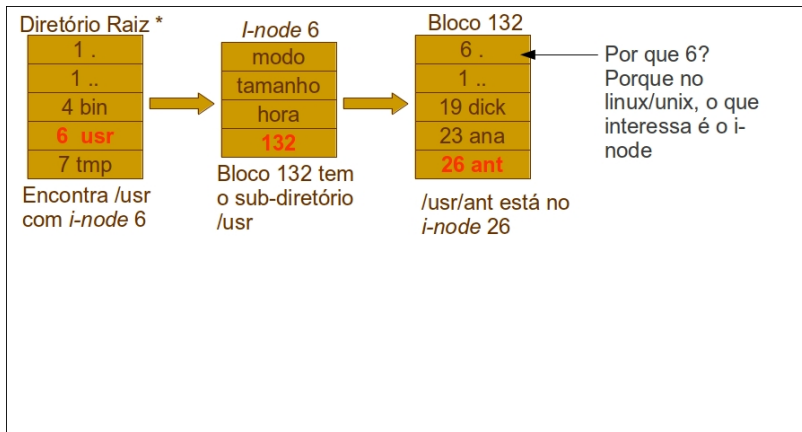 Diretório Raiz *
1 .
1 ..
4 bin
6 usr
7 tmp
Encontra /usr
com i-node 6
I-node 6
modo
tamanho
hora
132
Bloco 132 tem
o sub-diretório
/usr
Bloco 132
6 .
1 ..
19 dick
23 ana
26 ant
/usr/ant está no
i-node 26
Por que 6?
Porque no
linux/unix, o que
interessa é o i-
node